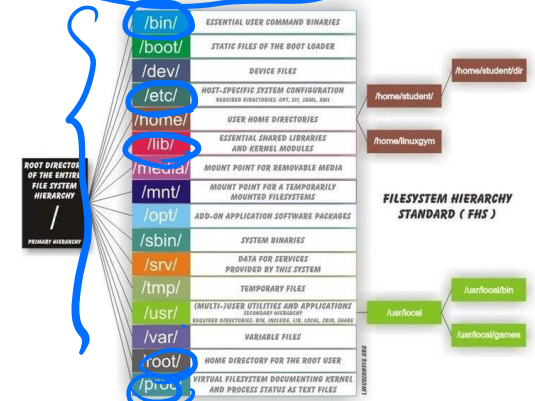 /bin/
ESSENTIAL USER COMMAND BINARIES
/boot/
STATIC FILES OF THE BOOT LOADER
/dev/
DEVICE FILES
/etc/
HOST-SPECIFIC SYSTEM CONFIGURATION
REQUIRED DIRECTORIES: OPT, X11, SGML, XML
/home/
USER HOME DIRECTORIES
/lib/
ESSENTIAL SHARED LIBRARIES
AND KERNEL MODULES
/media/
MOUNT POINT FOR REMOVABLE MEDIA
/mnt/
MOUNT POINT FOR A TEMPORARILY
MOUNTED FILESYSTEMS
/opt/
ADD-ON APPLICATION SOFTWARE PACKAGES
/sbin/
SYSTEM BINARIES
/srv/
DATA FOR SERVICES
PROVIDED BY THIS SYSTEM
/tmp/
TEMPORARY FILES
/usr/
(MULTI-)USER UTILITIES AND APPLICATIONS
SECONDARY HIERARCHY
REQUIRED DIRECTORIES: BIN, INCLUDE, LIB, LOCAL, SBIN, SHARE
/var/
VARIABLE FILES
/root/
HOME DIRECTORY FOR THE ROOT USER
/proc/
VIRTUAL FILESYSTEM DOCUMENTING KERNEL
AND PROCESS STATUS AS TEXT FILES
ROOT DIRECTORY
OF THE ENTIRE
FILE SYSTEM
HIERARCHY
/
PRIMARY HIERARCHY
/home/student/
/home/student/dir
/home/linuxgym
FILESYSTEM HIERARCHY
STANDARD ( FHS )
/usr/local
/usr/local/bin
/usr/local/games
LINUXCONFIG.ORG